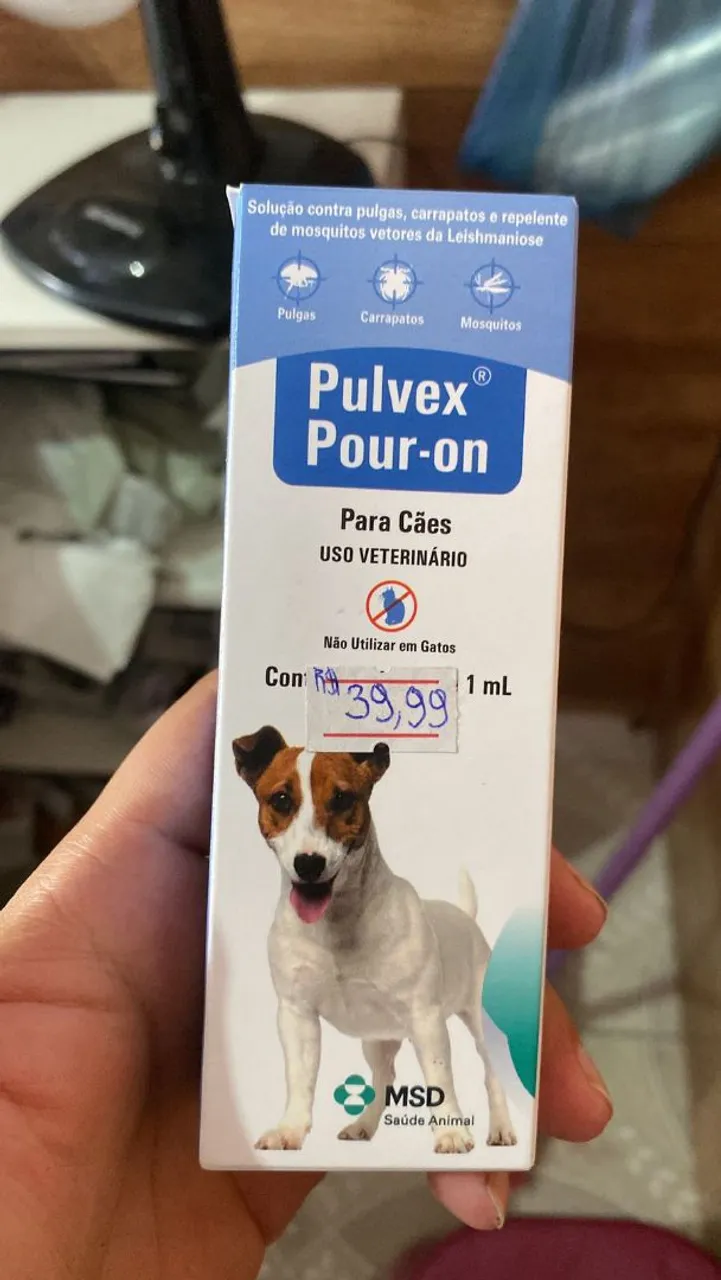 Solução contra pulgas, carrapatos e repelente
de mosquitos vetores da Leishmaniose
Pulgas
Carrapatos
Mosquitos
Pulvex®
Pour-on
Para Cães
USO VETERINÁRIO
Não Utilizar em Gatos
1 mL
R$ 39,99
MSD
Saúde Animal